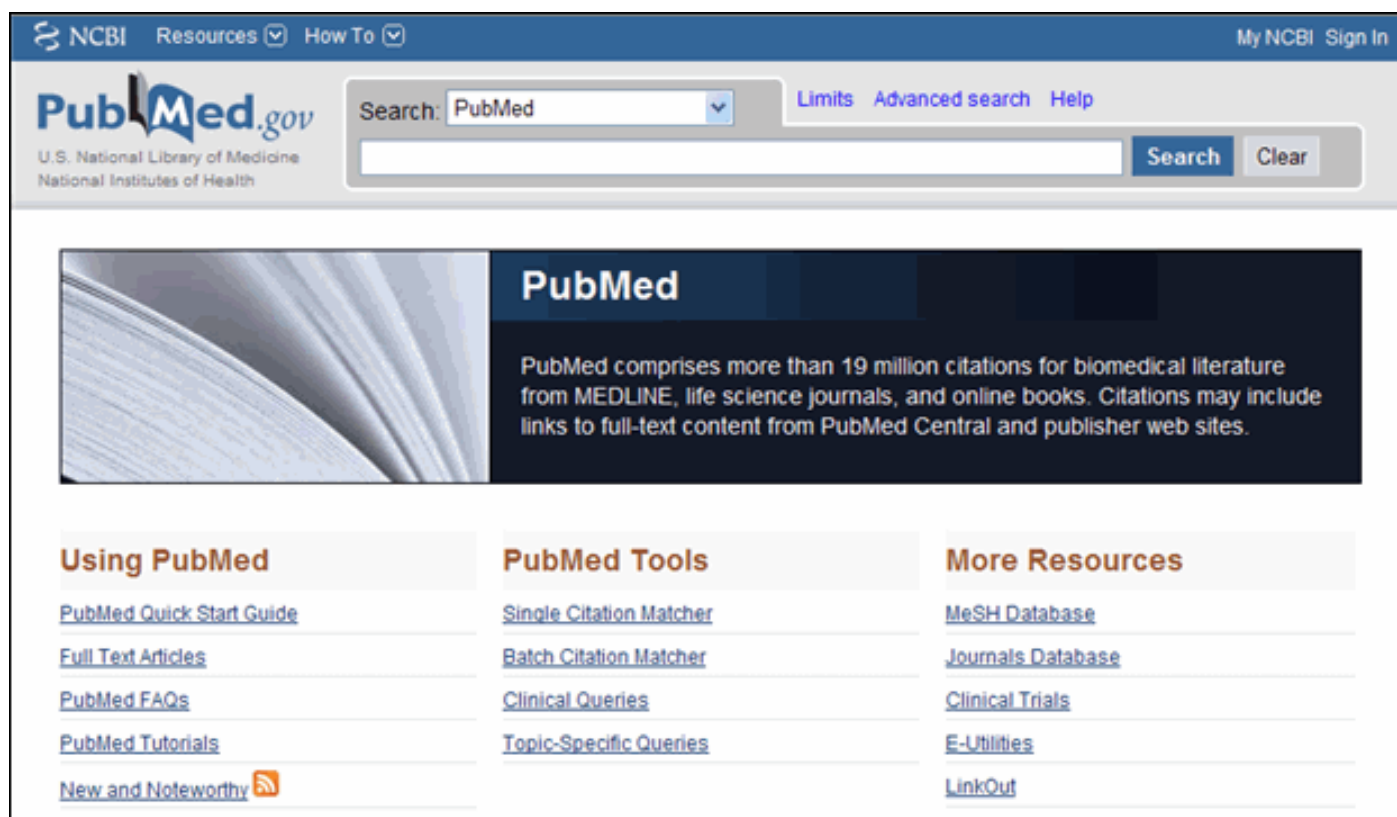 NCBI Resources How To My NCBI Sign In
PubMed.gov
U.S. National Library of Medicine
National Institutes of Health
Search: PubMed
Limits Advanced search Help
Search Clear
PubMed
PubMed comprises more than 19 million citations for biomedical literature
from MEDLINE, life science journals, and online books. Citations may include
links to full-text content from PubMed Central and publisher web sites.
Using PubMed
PubMed Quick Start Guide
Full Text Articles
PubMed FAQs
PubMed Tutorials
New and Noteworthy
PubMed Tools
Single Citation Matcher
Batch Citation Matcher
Clinical Queries
Topic-Specific Queries
More Resources
MeSH Database
Journals Database
Clinical Trials
E-Utilities
LinkOut